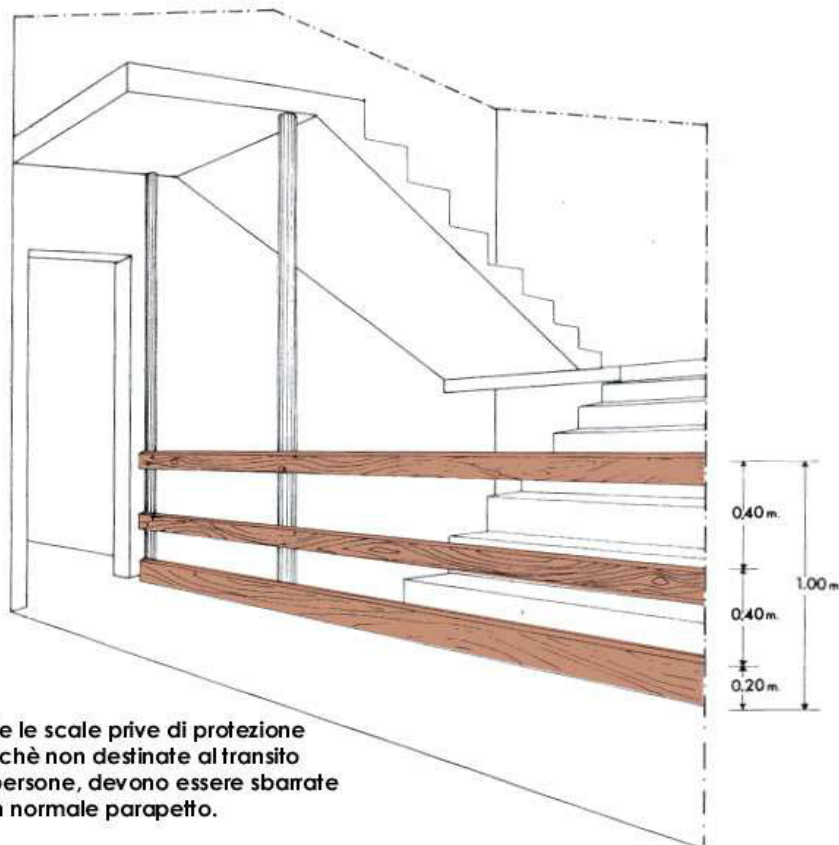 0,40 m.
1.00 m
0,40 m.
0,20 m.
e le scale prive di protezione
chè non destinate al transito
persone, devono essere sbarrate
n normale parapetto.